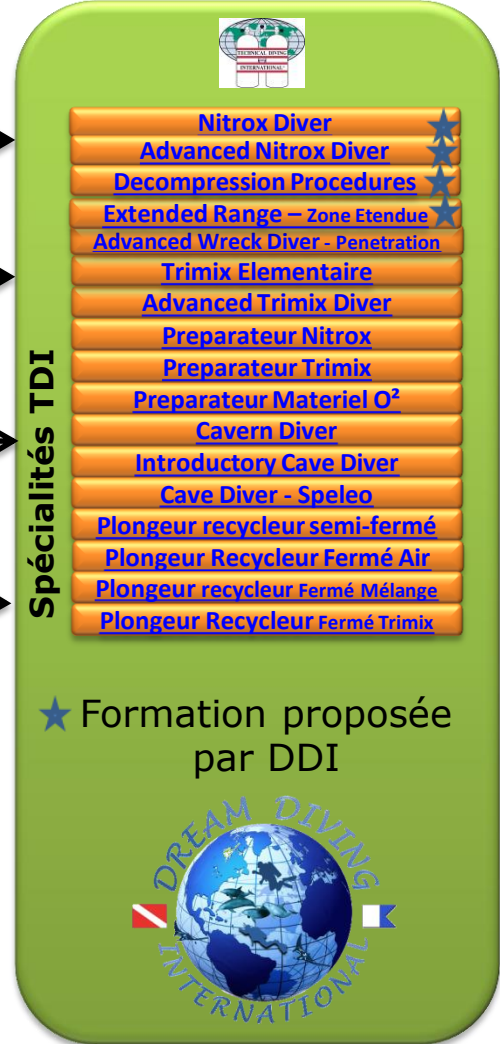 TECHNICAL DIVING
INTERNATIONAL
Nitrox Diver
Advanced Nitrox Diver
Decompression Procedures
Extended Range – Zone Etendue
Advanced Wreck Diver - Penetration
Trimix Elementaire
Advanced Trimix Diver
Preparateur Nitrox
Preparateur Trimix
Preparateur Materiel O²
Cavern Diver
Introductory Cave Diver
Cave Diver - Speleo
Plongeur recycleur semi-fermé
Plongeur Recycleur Fermé Air
Plongeur recycleur Fermé Mélange
Plongeur Recycleur Fermé Trimix
Spécialités TDI
Formation proposée
par DDI
DREAM DIVING
INTERNATIONAL